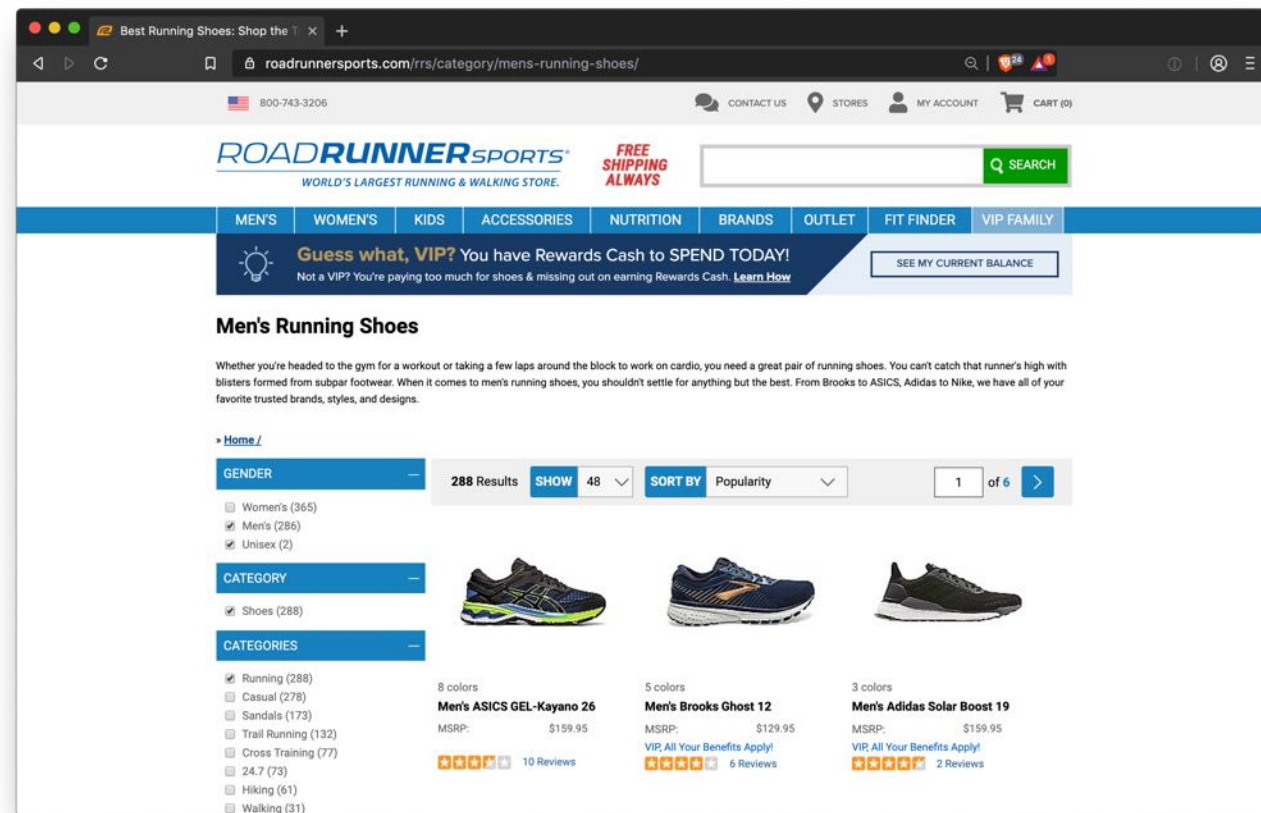 Best Running Shoes: Shop the T
roadrunnersports.com/rrs/category/mens-running-shoes/
24
1
800-743-3206
CONTACT US
STORES
MY ACCOUNT
CART (0)
ROADRUNNERSPORTS
WORLD'S LARGEST RUNNING & WALKING STORE.
FREE
SHIPPING
ALWAYS
SEARCH
MEN'S WOMEN'S KIDS ACCESSORIES NUTRITION BRANDS OUTLET FIT FINDER VIP FAMILY
Guess what, VIP? You have Rewards Cash to SPEND TODAY!
Not a VIP? You're paying too much for shoes & missing out on earning Rewards Cash. Learn How
SEE MY CURRENT BALANCE
Men's Running Shoes
Whether you're headed to the gym for a workout or taking a few laps around the block to work on cardio, you need a great pair of running shoes. You can't catch that runner's high with
blisters formed from subpar footwear. When it comes to men's running shoes, you shouldn't settle for anything but the best. From Brooks to ASICS, Adidas to Nike, we have all of your
favorite trusted brands, styles, and designs.
» Home /
GENDER
Women's (365)
Men's (286)
Unisex (2)
CATEGORY
Shoes (288)
CATEGORIES
Running (288)
Casual (278)
Sandals (173)
Trail Running (132)
Cross Training (77)
24.7 (73)
Hiking (61)
Walking (31)
288 Results SHOW 48 SORT BY Popularity 1 of 6
8 colors
Men's ASICS GEL-Kayano 26
MSRP: $159.95
10 Reviews
5 colors
Men's Brooks Ghost 12
MSRP: $129.95
VIP, All Your Benefits Apply!
6 Reviews
3 colors
Men's Adidas Solar Boost 19
MSRP: $159.95
VIP, All Your Benefits Apply!
2 Reviews